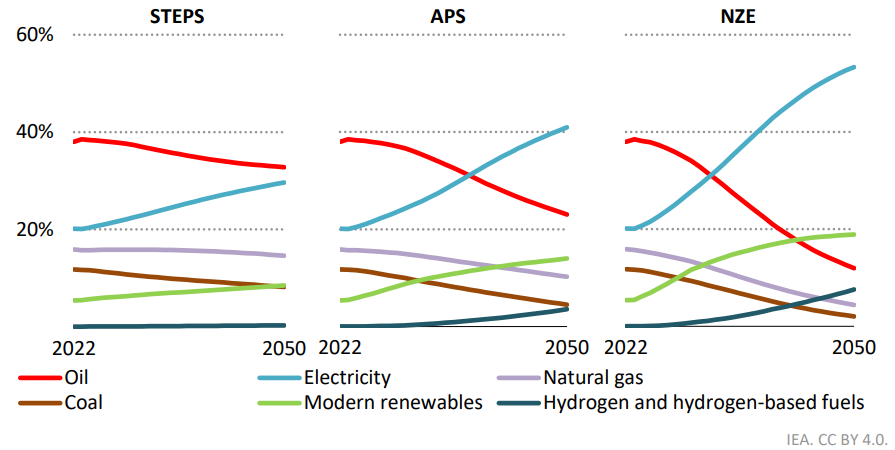 STEPS APS NZE
60%
40%
20%
2022 2050 2022 2050 2022 2050
Oil Electricity Natural gas
Coal Modern renewables Hydrogen and hydrogen-based fuels
IEA. CC BY 4.0.